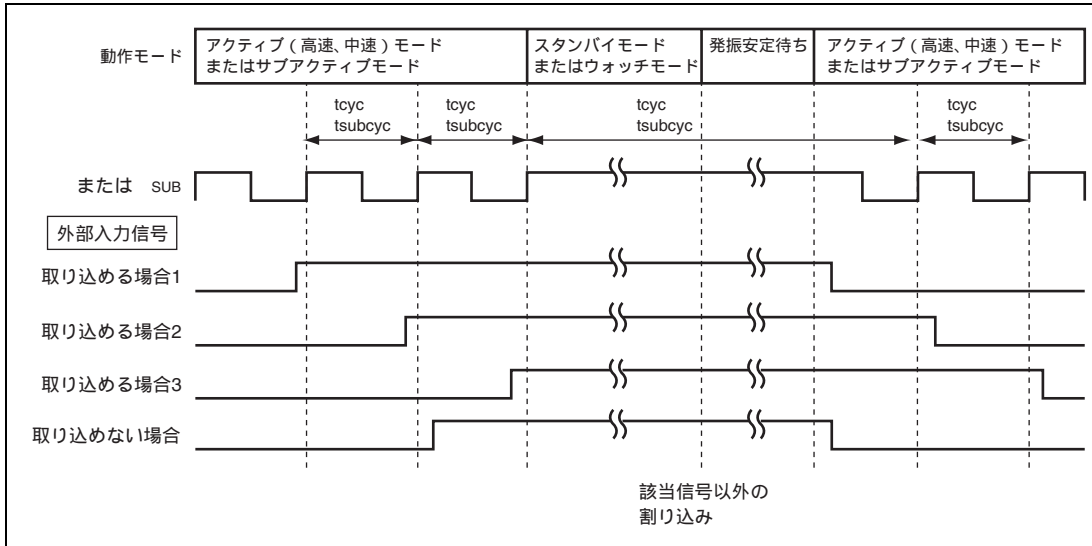 動作モード
アクティブ(高速、中速)モード
またはサブアクティブモード
スタンバイモード
またはウォッチモード
発振安定待ち
アクティブ(高速、中速)モード
またはサブアクティブモード
tcyc
tsubcyc
tcyc
tsubcyc
tcyc
tsubcyc
tcyc
tsubcyc
または SUB
外部入力信号
取り込める場合1
取り込める場合2
取り込める場合3
取り込めない場合
該当信号以外の
割り込み